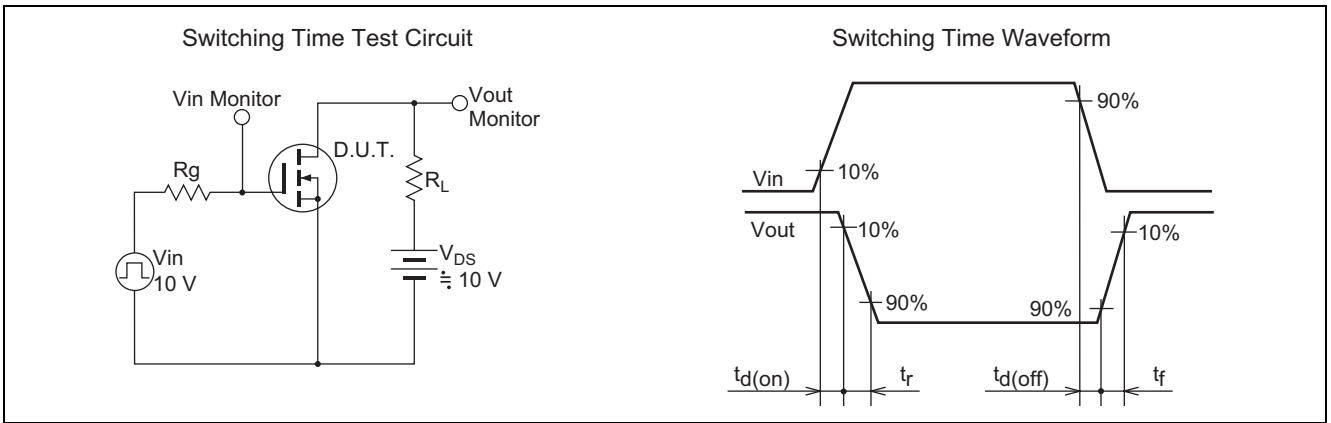 Switching Time Test Circuit
Vin Monitor
Vout
Monitor
D.U.T.
Rg
RL
Vin
10 V
VDS
≒ 10 V
Switching Time Waveform
90%
Vin
10%
Vout
10%
10%
90%
90%
td(on)
tr
td(off)
tf